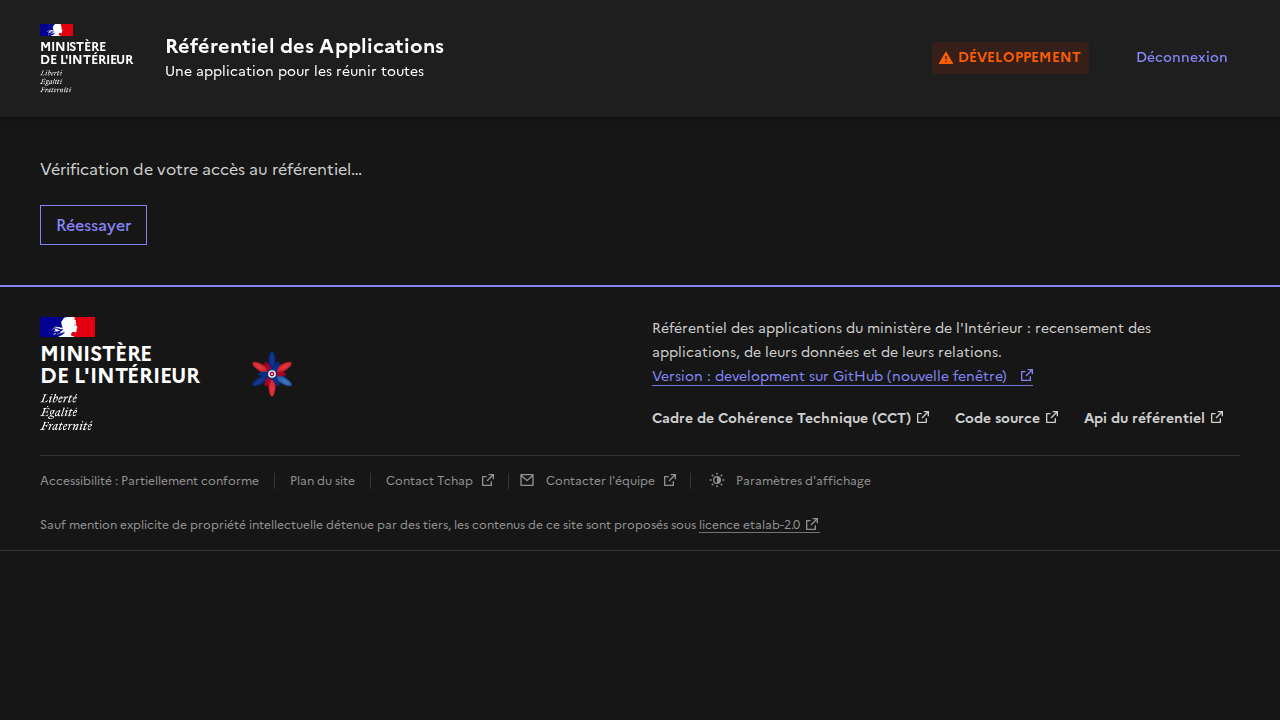 MINISTÈRE
DE L'INTÉRIEUR
Liberté
Égalité
Fraternité
Référentiel des Applications
Une application pour les réunir toutes
DÉVELOPPEMENT
Déconnexion
Vérification de votre accès au référentiel…
Réessayer
MINISTÈRE
DE L'INTÉRIEUR
Liberté
Égalité
Fraternité
Référentiel des applications du ministère de l'Intérieur : recensement des
applications, de leurs données et de leurs relations.
Version : development sur GitHub (nouvelle fenêtre)
Cadre de Cohérence Technique (CCT) Code source Api du référentiel
Accessibilité : Partiellement conforme Plan du site Contact Tchap Contacter l'équipe Paramètres d'affichage
Sauf mention explicite de propriété intellectuelle détenue par des tiers, les contenus de ce site sont proposés sous licence etalab-2.0